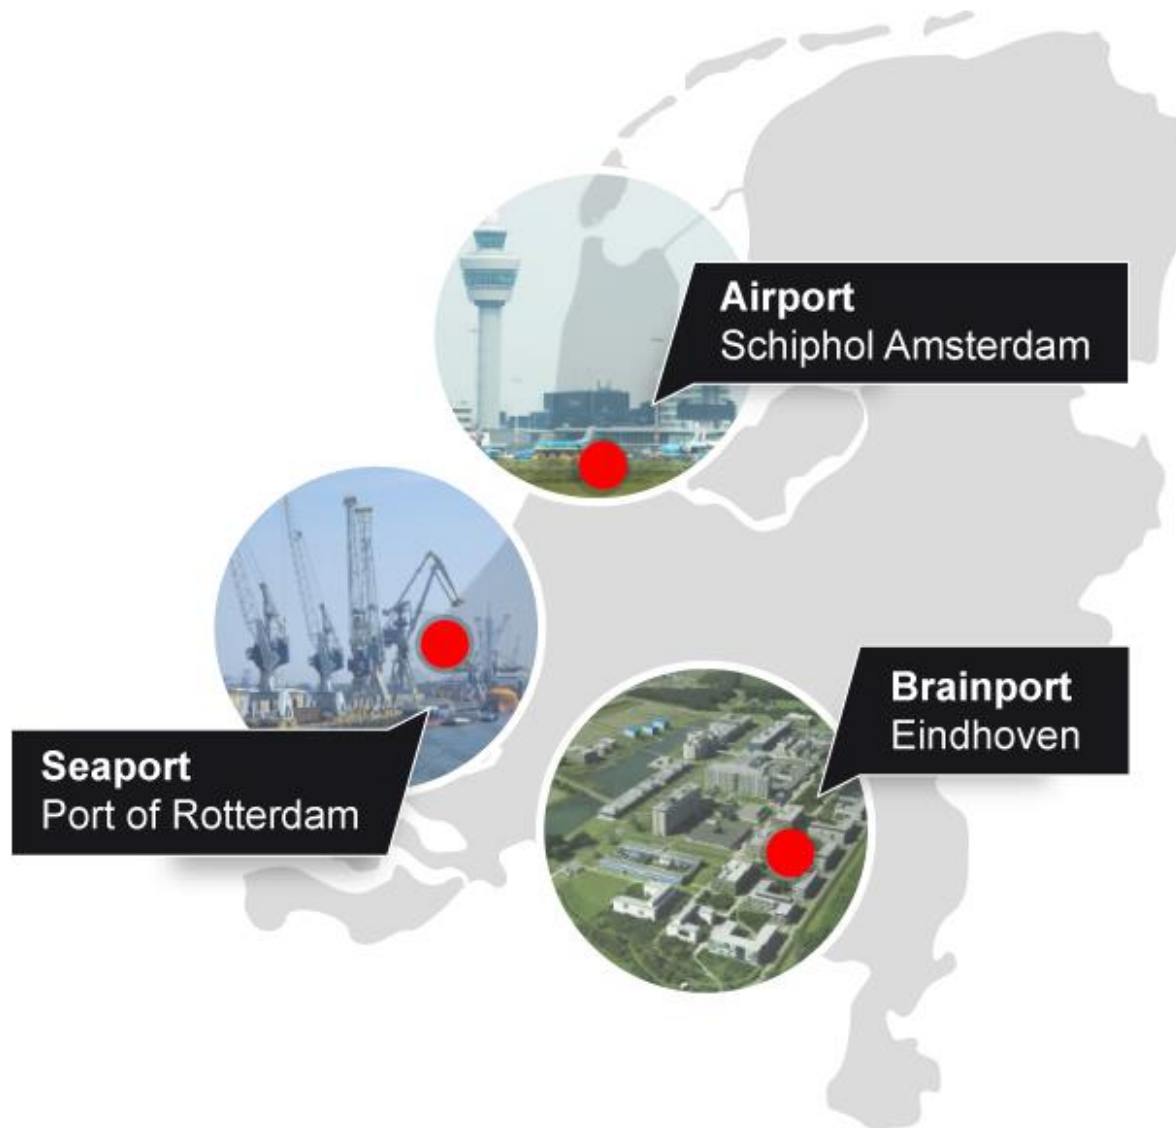 Airport
Schiphol Amsterdam
Brainport
Eindhoven
Seaport
Port of Rotterdam